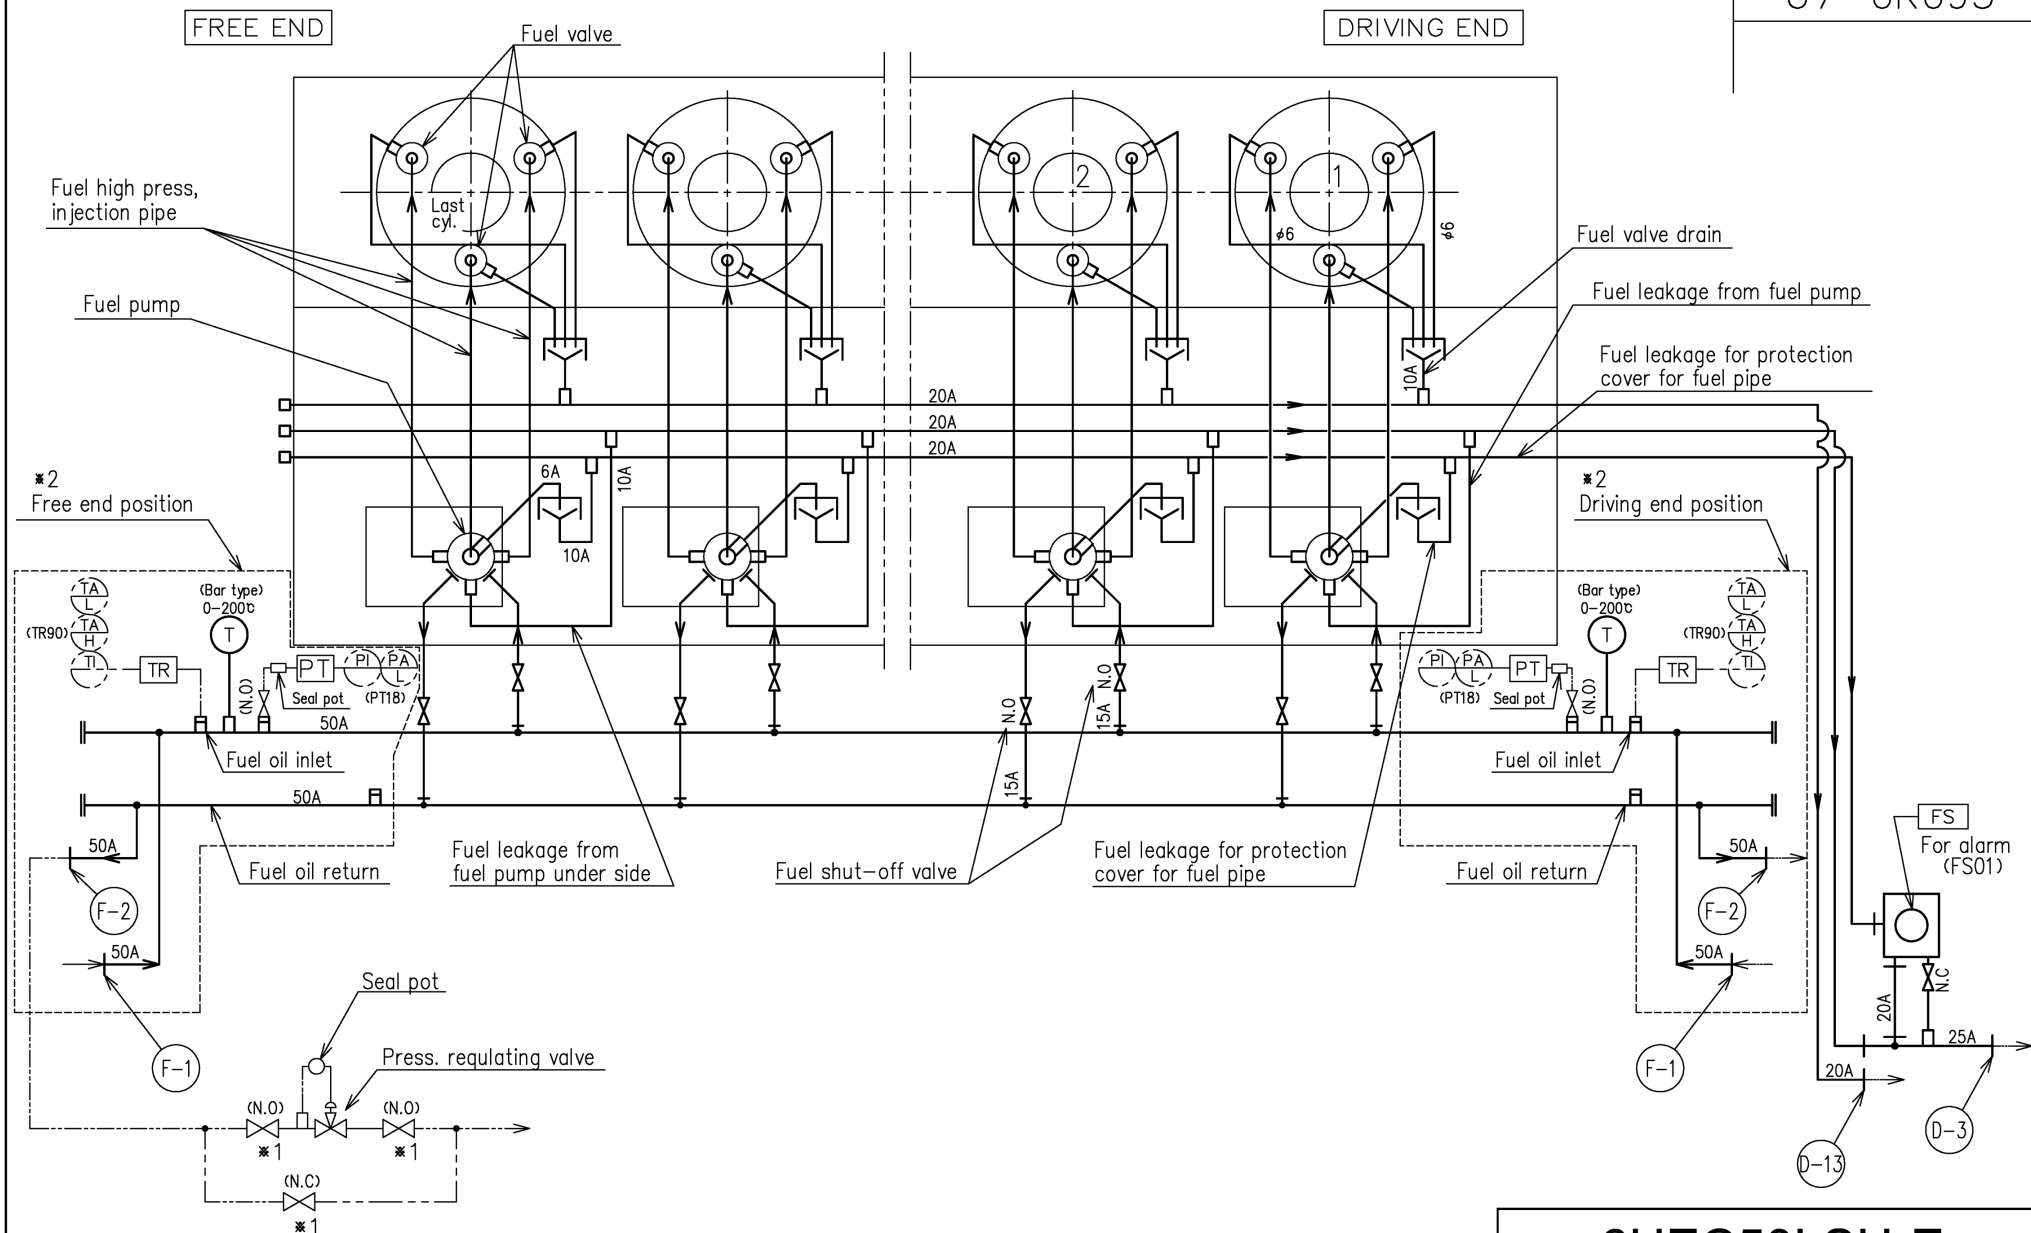 FREE END
DRIVING END
Fuel valve
Fuel high press,
injection pipe
Last
cyl.
2
1
ø6
ø6
Fuel valve drain
Fuel pump
Fuel leakage from fuel pump
Fuel leakage for protection
cover for fuel pipe
10A
20A
20A
20A
6A
10A
10A
※2
Free end position
※2
Driving end position
TA
L
(TR90)
TA
H
TI
TR
(Bar type)
0-200℃
T
(N.O)
PT
Seal pot
PI
PA
L
(PT18)
50A
N.O
15A
N.O
15A
PI
PA
L
(PT18)
PT
Seal pot
(N.O)
(Bar type)
0-200℃
T
TR
(TR90)
TA
L
TA
H
TI
Fuel oil inlet
Fuel oil inlet
50A
50A
Fuel oil return
Fuel leakage from
fuel pump under side
Fuel shut-off valve
Fuel leakage for protection
cover for fuel pipe
Fuel oil return
50A
FS
For alarm
(FS01)
F-2
50A
F-2
50A
F-1
F-1
Seal pot
Press. requlating valve
(N.O)
※1
(N.O)
※1
(N.C)
※1
20A
N.C
25A
20A
D-3
D-13